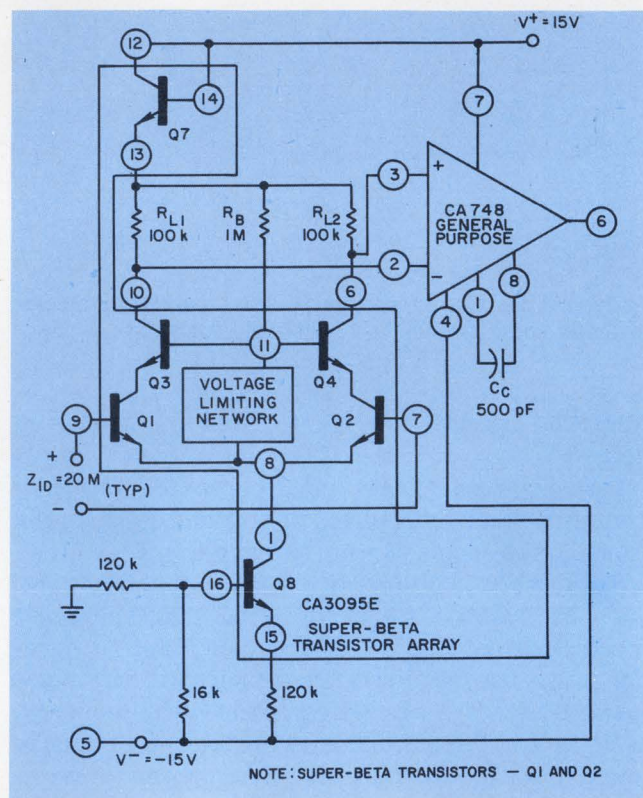 V+ = 15V
12
14
7
Q7
13
3
+
CA748
GENERAL
PURPOSE
6
RL1
100 k
RB
1M
RL2
100 k
2
−
10
6
8
1
4
11
Q3
Q4
CC
500 pF
VOLTAGE
LIMITING
NETWORK
Q1
Q2
9
7
+
ZID = 20 M
(TYP)
−
8
1
120 k
16
Q8
CA3095E
SUPER-BETA
TRANSISTOR ARRAY
15
16 k
120 k
5
V− = −15V
NOTE: SUPER-BETA TRANSISTORS — Q1 AND Q2